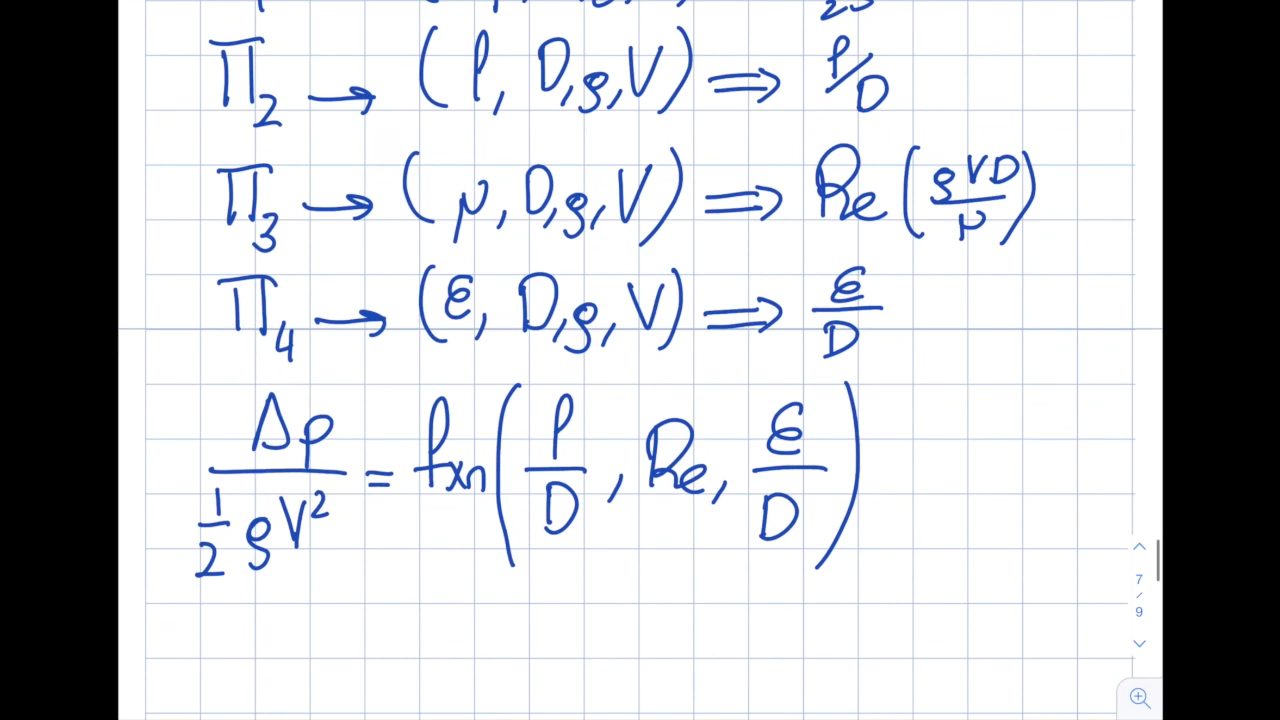 Π₂ → (l, D, ρ, V) ⇒ l/D
Π₃ → (μ, D, ρ, V) ⇒ Re (ρVD/μ)
Π₄ → (ε, D, ρ, V) ⇒ ε/D
Δp / ½ρV² = fxn (l/D, Re, ε/D)
7
/
9